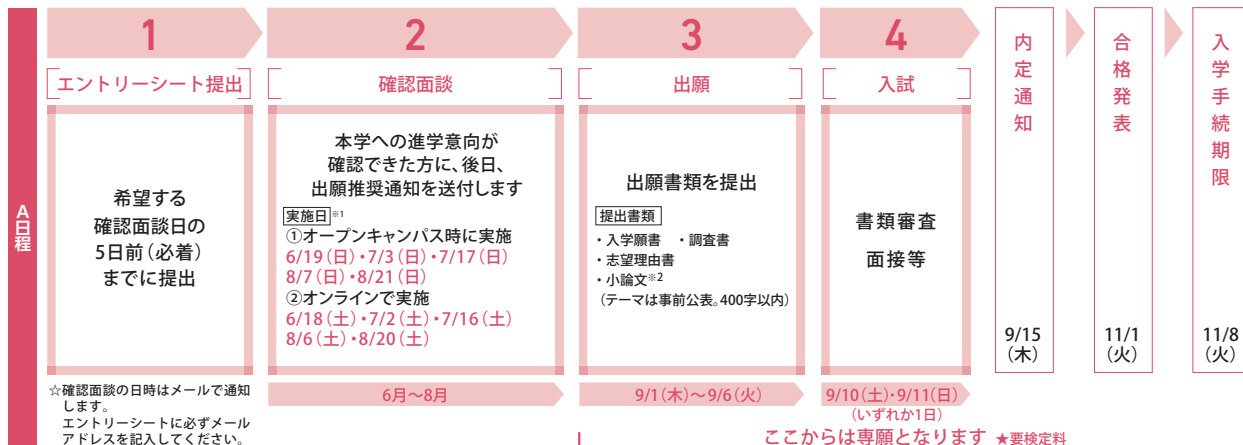 A日程
1
エントリーシート提出
希望する
確認面談日の
5日前（必着）
までに提出
☆確認面談の日時はメールで通知
します。
エントリーシートに必ずメール
アドレスを記入してください。
2
確認面談
本学への進学意向が
確認できた方に、後日、
出願推奨通知を送付します
実施日※1
①オープンキャンパス時に実施
6/19（日）・7/3（日）・7/17（日）
8/7（日）・8/21（日）
②オンラインで実施
6/18（土）・7/2（土）・7/16（土）
8/6（土）・8/20（土）
6月～8月
3
出願
出願書類を提出
提出書類
・入学願書 ・調査書
・志望理由書
・小論文※2
（テーマは事前公表。400字以内）
9/1（木）～9/6（火）
4
入試
書類審査
面接等
9/10（土）・9/11（日）
（いずれか1日）
ここからは専願となります ★要検定料
内定通知
9/15
（木）
合格発表
11/1
（火）
入学手続期限
11/8
（火）